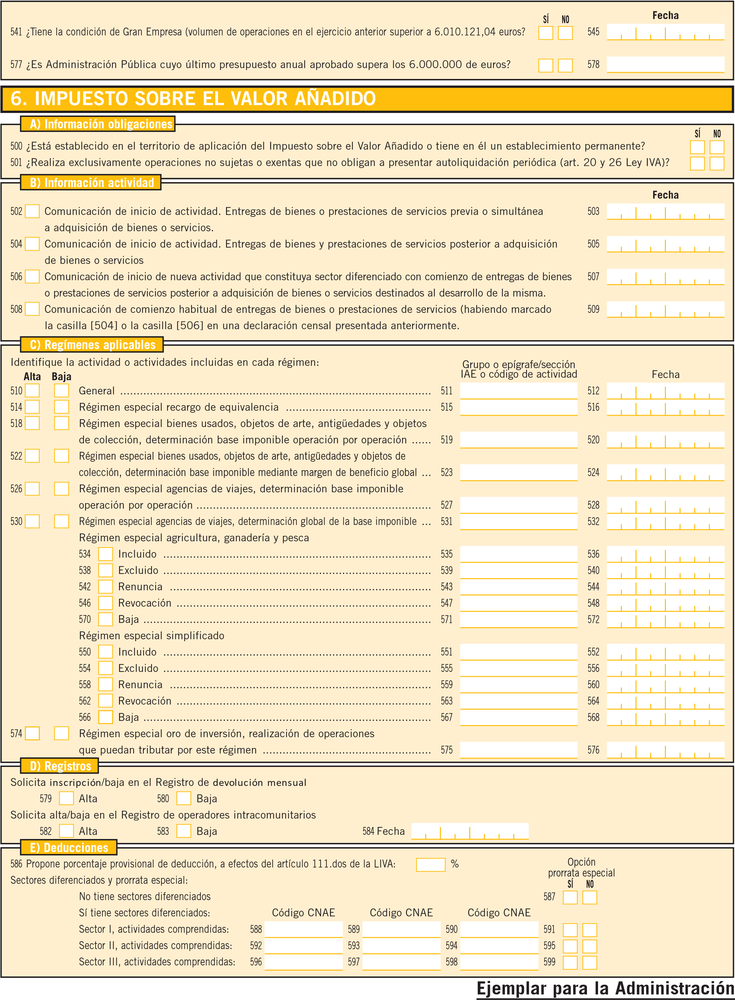 Fecha
SÍ NO
541 ¿Tiene la condición de Gran Empresa (volumen de operaciones en el ejercicio anterior superior a 6.010.121,04 euros? 545
577 ¿Es Administración Pública cuyo último presupuesto anual aprobado supera los 6.000.000 de euros? 578
6. IMPUESTO SOBRE EL VALOR AÑADIDO
A) Información obligaciones
SÍ NO
500 ¿Está establecido en el territorio de aplicación del Impuesto sobre el Valor Añadido o tiene en él un establecimiento permanente?
501 ¿Realiza exclusivamente operaciones no sujetas o exentas que no obligan a presentar autoliquidación periódica (art. 20 y 26 Ley IVA)?
B) Información actividad
Fecha
502 Comunicación de inicio de actividad. Entregas de bienes o prestaciones de servicios previa o simultánea 503
a adquisición de bienes o servicios.
504 Comunicación de inicio de actividad. Entregas de bienes y prestaciones de servicios posterior a adquisición 505
de bienes o servicios
506 Comunicación de inicio de nueva actividad que constituya sector diferenciado con comienzo de entregas de bienes 507
o prestaciones de servicios posterior a adquisición de bienes o servicios destinados al desarrollo de la misma.
508 Comunicación de comienzo habitual de entregas de bienes o prestaciones de servicios (habiendo marcado 509
la casilla [504] o la casilla [506] en una declaración censal presentada anteriormente.
C) Regímenes aplicables
Identifique la actividad o actividades incluidas en cada régimen:
Grupo o epígrafe/sección
IAE o código de actividad Fecha
Alta Baja
510 General ........ 511 512
514 Régimen especial recargo de equivalencia ........ 515 516
518 Régimen especial bienes usados, objetos de arte, antigüedades y objetos
de colección, determinación base imponible operación por operación ...... 519 520
522 Régimen especial bienes usados, objetos de arte, antigüedades y objetos de
colección, determinación base imponible mediante margen de beneficio global ... 523 524
526 Régimen especial agencias de viajes, determinación base imponible
operación por operación ........ 527 528
530 Régimen especial agencias de viajes, determinación global de la base imponible ... 531 532
Régimen especial agricultura, ganadería y pesca
534 Incluido ........ 535 536
538 Excluido ........ 539 540
542 Renuncia ........ 543 544
546 Revocación ........ 547 548
570 Baja ........ 571 572
Régimen especial simplificado
550 Incluido ........ 551 552
554 Excluido ........ 555 556
558 Renuncia ........ 559 560
562 Revocación ........ 563 564
566 Baja ........ 567 568
574 Régimen especial oro de inversión, realización de operaciones
que puedan tributar por este régimen ........ 575 576
D) Registros
Solicita inscripción/baja en el Registro de devolución mensual
579 Alta 580 Baja
Solicita alta/baja en el Registro de operadores intracomunitarios
582 Alta 583 Baja 584 Fecha
E) Deducciones
586 Propone porcentaje provisional de deducción, a efectos del artículo 111.dos de la LIVA: %
Opción
prorrata especial
Sectores diferenciados y prorrata especial:
SÍ NO
No tiene sectores diferenciados 587
Sí tiene sectores diferenciados: Código CNAE Código CNAE Código CNAE
Sector I, actividades comprendidas: 588 589 590 591
Sector II, actividades comprendidas: 592 593 594 595
Sector III, actividades comprendidas: 596 597 598 599
Ejemplar para la Administración